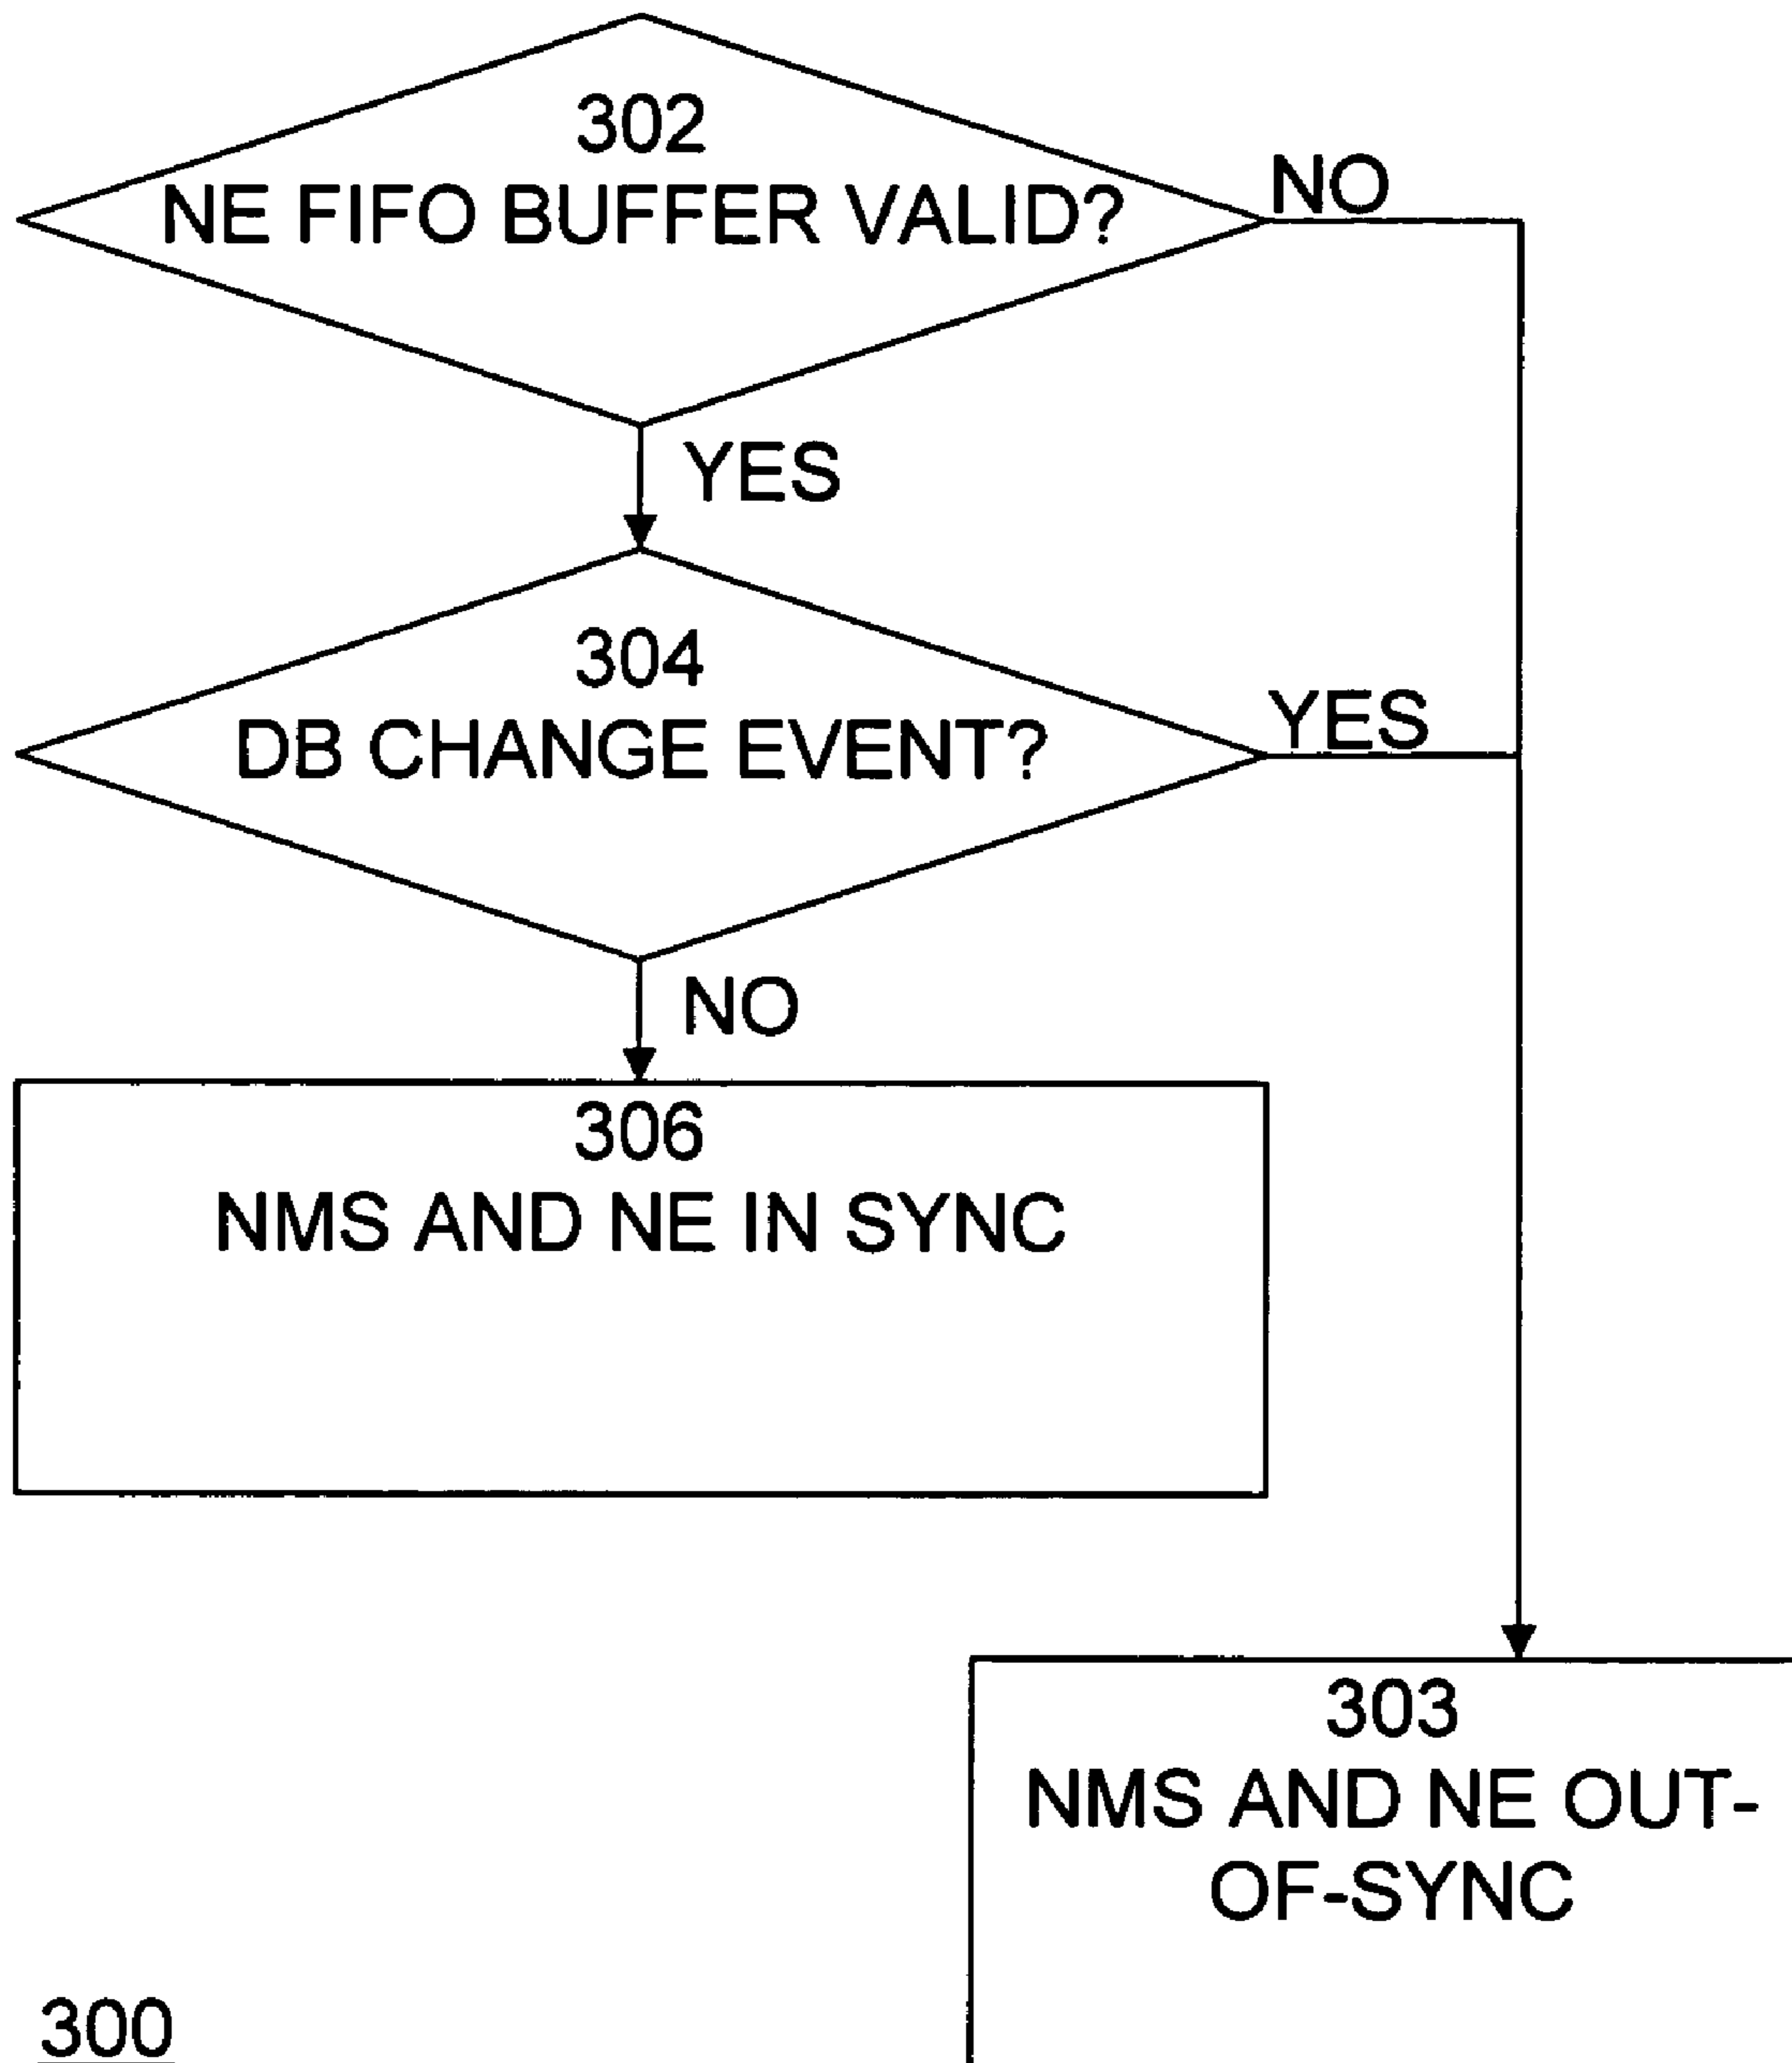 302
NE FIFO BUFFER VALID?
NO
YES
304
DB CHANGE EVENT?
YES
NO
306
NMS AND NE IN SYNC
303
NMS AND NE OUT-
OF-SYNC
300